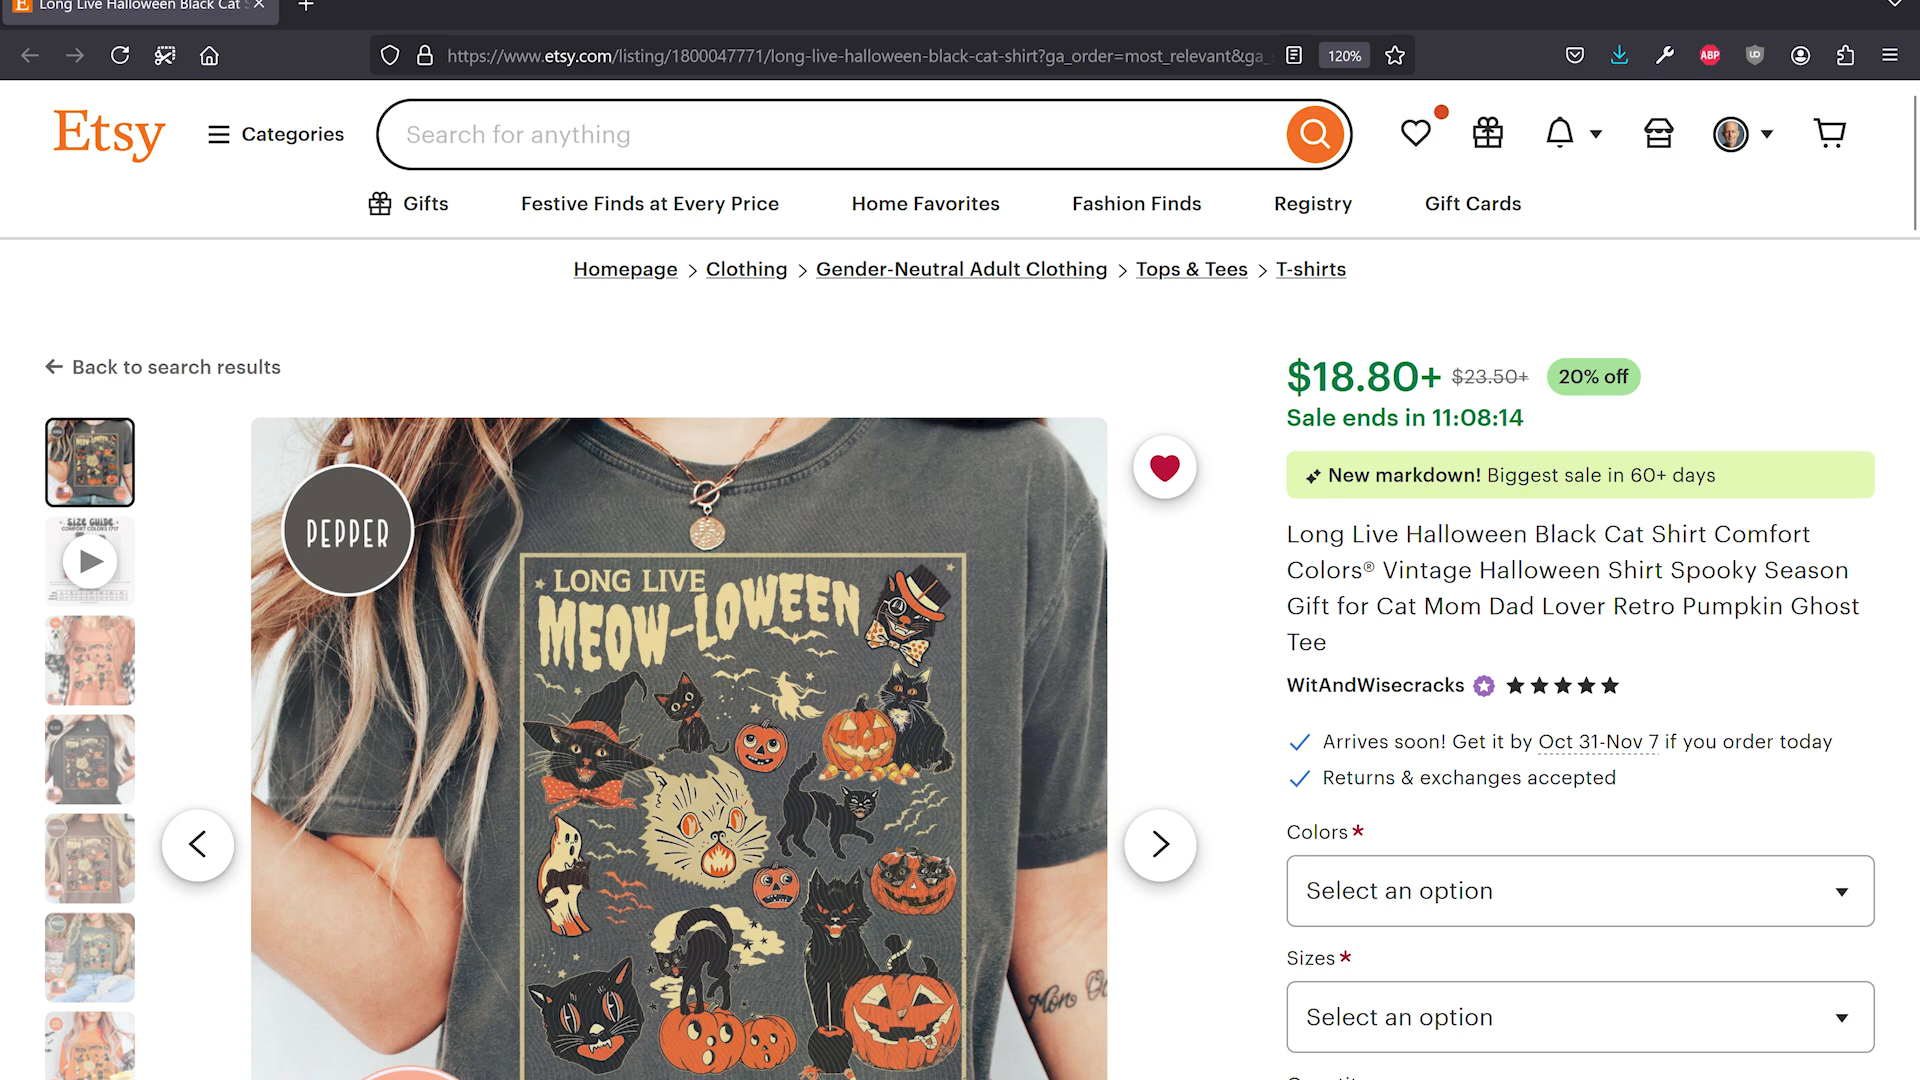 Long Live Halloween Black Cat
https://www.etsy.com/listing/1800047771/long-live-halloween-black-cat-shirt?ga_order=most_relevant&ga_
120%
ABP
Etsy
Categories
Search for anything
Gifts
Festive Finds at Every Price
Home Favorites
Fashion Finds
Registry
Gift Cards
Homepage > Clothing > Gender-Neutral Adult Clothing > Tops & Tees > T-shirts
Back to search results
$18.80+ $23.50+ 20% off
Sale ends in 11:08:14
New markdown! Biggest sale in 60+ days
Long Live Halloween Black Cat Shirt Comfort
Colors® Vintage Halloween Shirt Spooky Season
Gift for Cat Mom Dad Lover Retro Pumpkin Ghost
Tee
WitAndWisecracks
Arrives soon! Get it by Oct 31-Nov 7 if you order today
Returns & exchanges accepted
Colors *
Select an option
Sizes *
Select an option
SIZE GUIDE
COMFORT COLORS 1717
PEPPER
LONG LIVE
MEOW-LOWEEN